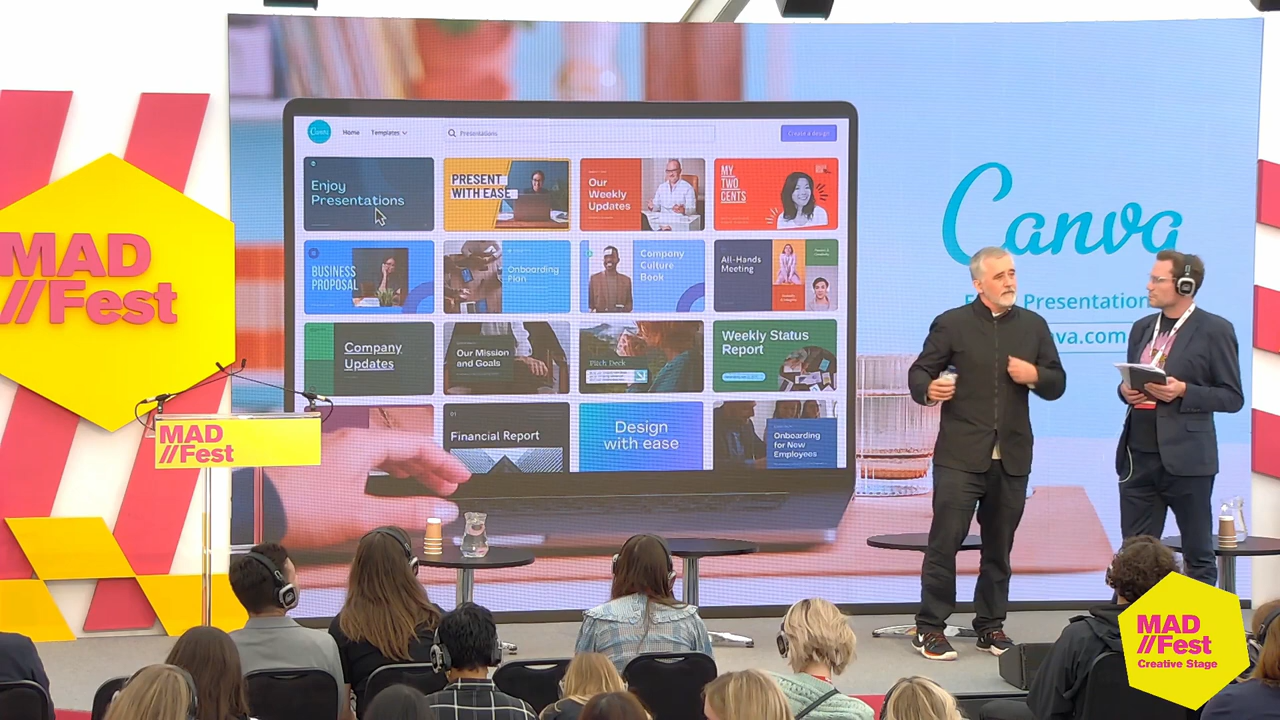 MAD
//Fest
MAD
//Fest
Canva
Home
Templates
Presentations
Create a design
Enjoy
Presentations
PRESENT
WITH EASE
Our
Weekly
Updates
MY
TWO
CENTS
BUSINESS
PROPOSAL
Onboarding
Plan
Company
Culture
Book
All-Hands
Meeting
Company
Updates
Our Mission
and Goals
Pitch Deck
Weekly Status
Report
01
Financial Report
Design
with ease
Onboarding
for New
Employees
Canva
Presentation
va.com
MAD
//Fest
Creative Stage